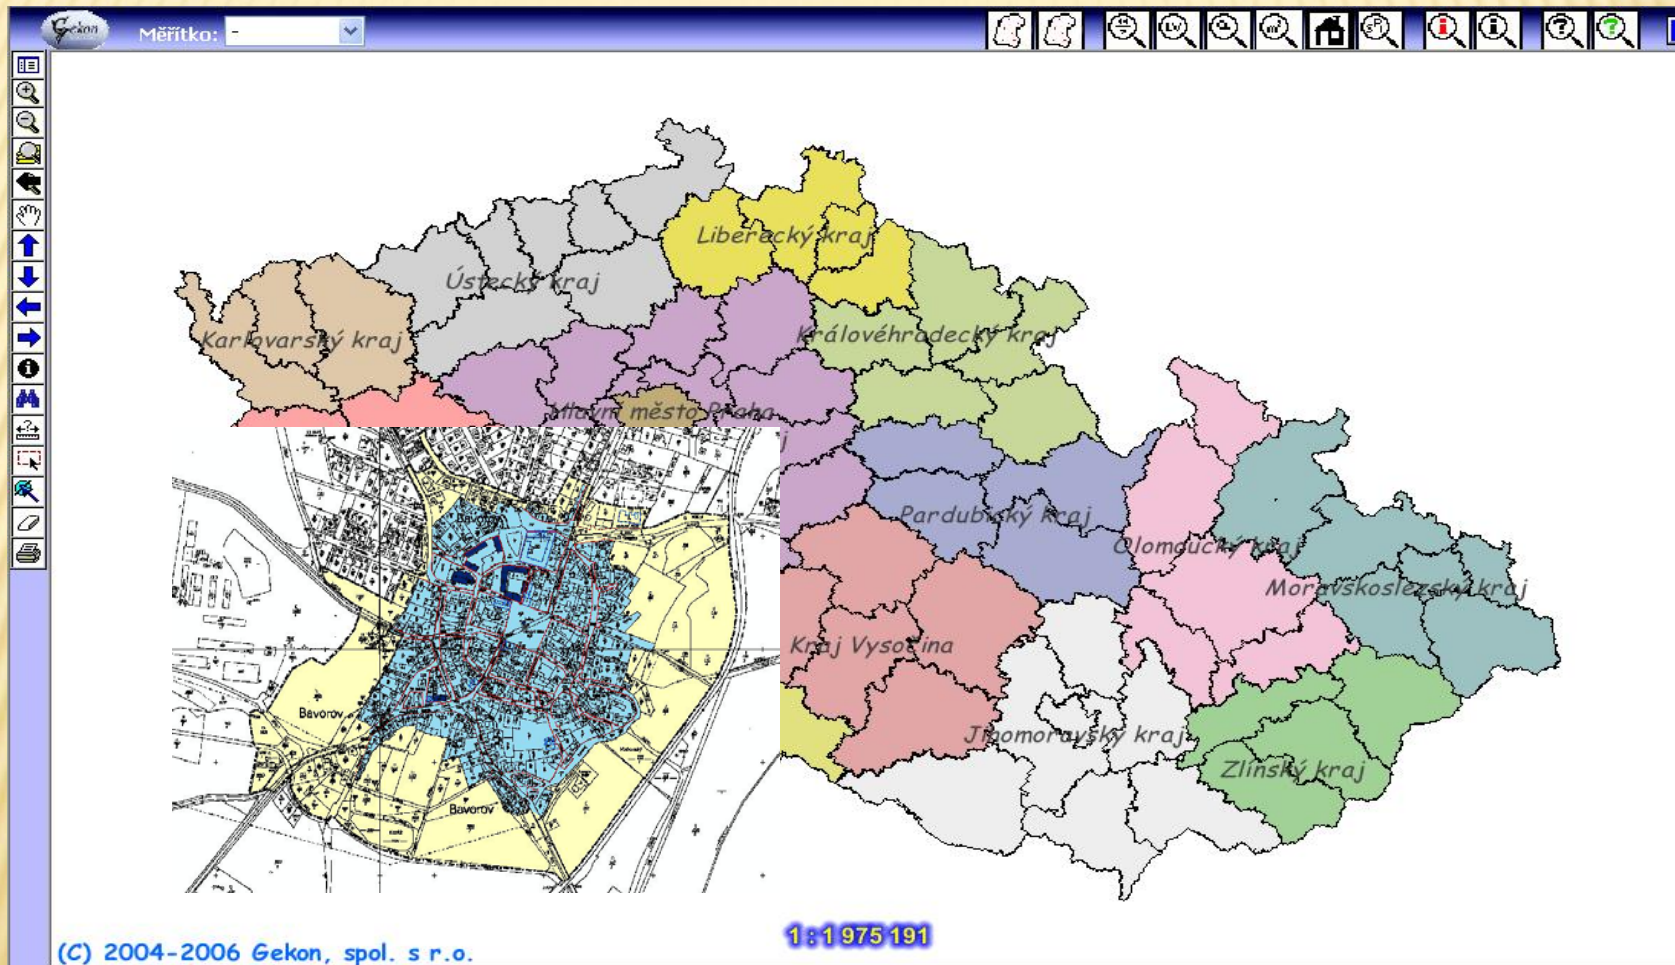 Gekon
Měřítko: -
Liberecký kraj
Ústecký kraj
Karlovarský kraj
Královéhradecký kraj
Hlavní město Praha
Pardubický kraj
Olomoucký kraj
Moravskoslezský kraj
Kraj Vysočina
Jihomoravský kraj
Zlínský kraj
Bavorov
Bavorov
Bavorov
1 : 1 975 191
(C) 2004-2006 Gekon, spol. s r.o.